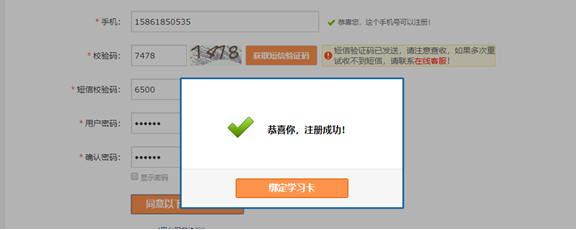 * 手机： 15861850535 恭喜您，这个手机号可以注册！
* 校验码： 7478 1478 获取短信验证码 短信验证码已发送，请注意查收，如果多次重
试收不到短信，请联系在线客服！
* 短信校验码： 6500
* 用户密码： ••••••
恭喜你，注册成功！
* 确认密码： ••••••
显示密码
绑定学习卡
同意以下